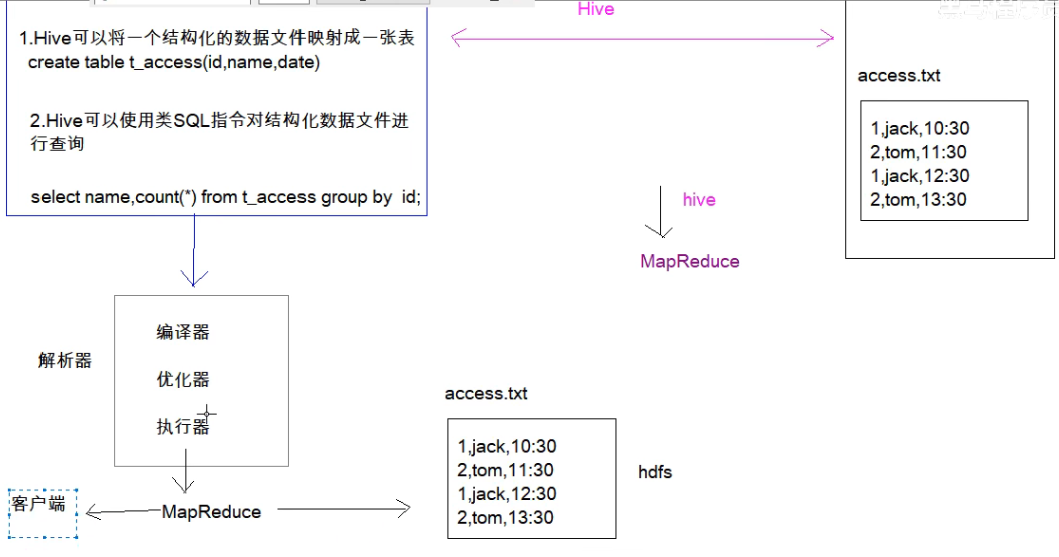 Hive
1.Hive可以将一个结构化的数据文件映射成一张表
create table t_access(id,name,date)
2.Hive可以使用类SQL指令对结构化数据文件进
行查询
select name,count(*) from t_access group by id;
access.txt
1,jack,10:30
2,tom,11:30
1,jack,12:30
2,tom,13:30
hive
MapReduce
解析器
编译器
优化器
执行器
客户端
MapReduce
access.txt
1,jack,10:30
2,tom,11:30
1,jack,12:30
2,tom,13:30
hdfs